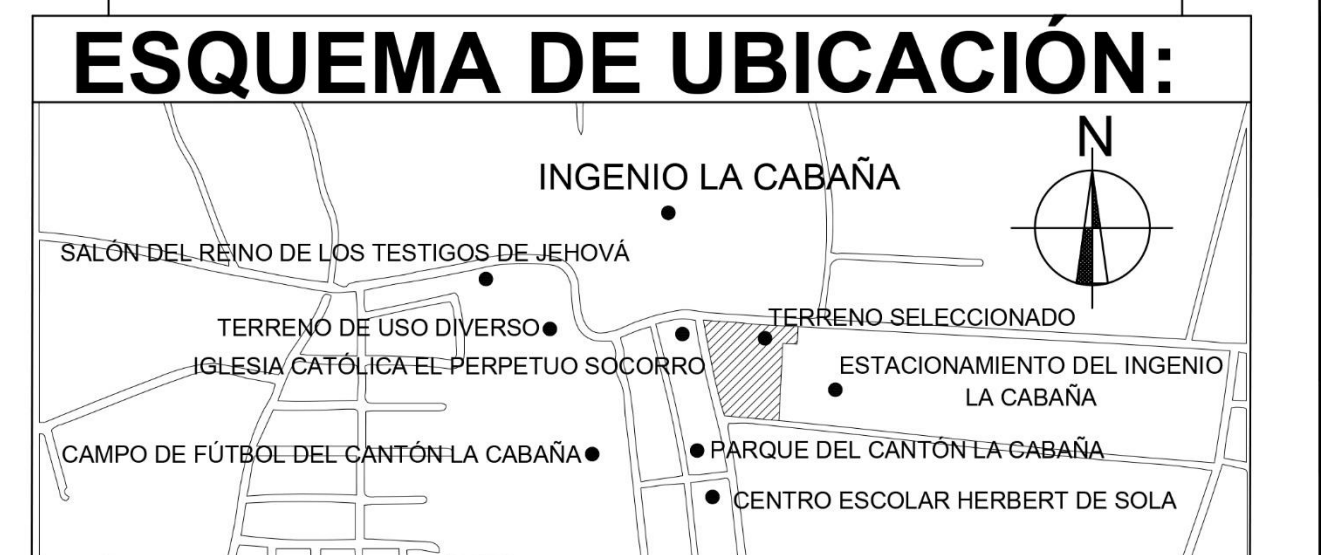 ESQUEMA DE UBICACIÓN:
N
INGENIO LA CABAÑA
SALÓN DEL REINO DE LOS TESTIGOS DE JEHOVÁ
TERRENO SELECCIONADO
TERRENO DE USO DIVERSO
IGLESIA CATÓLICA EL PERPETUO SOCORRO
ESTACIONAMIENTO DEL INGENIO
LA CABAÑA
CAMPO DE FÚTBOL DEL CANTÓN LA CABAÑA
PARQUE DEL CANTÓN LA CABAÑA
CENTRO ESCOLAR HERBERT DE SOLA